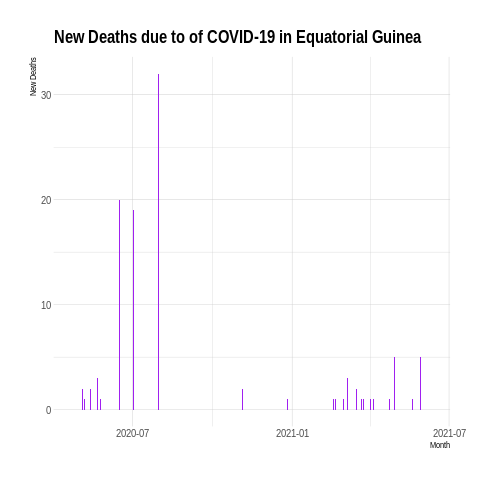 New Deaths due to of COVID-19 in Equatorial Guinea
New Deaths
30
20
10
0
2020-07 2021-01 2021-07
Month